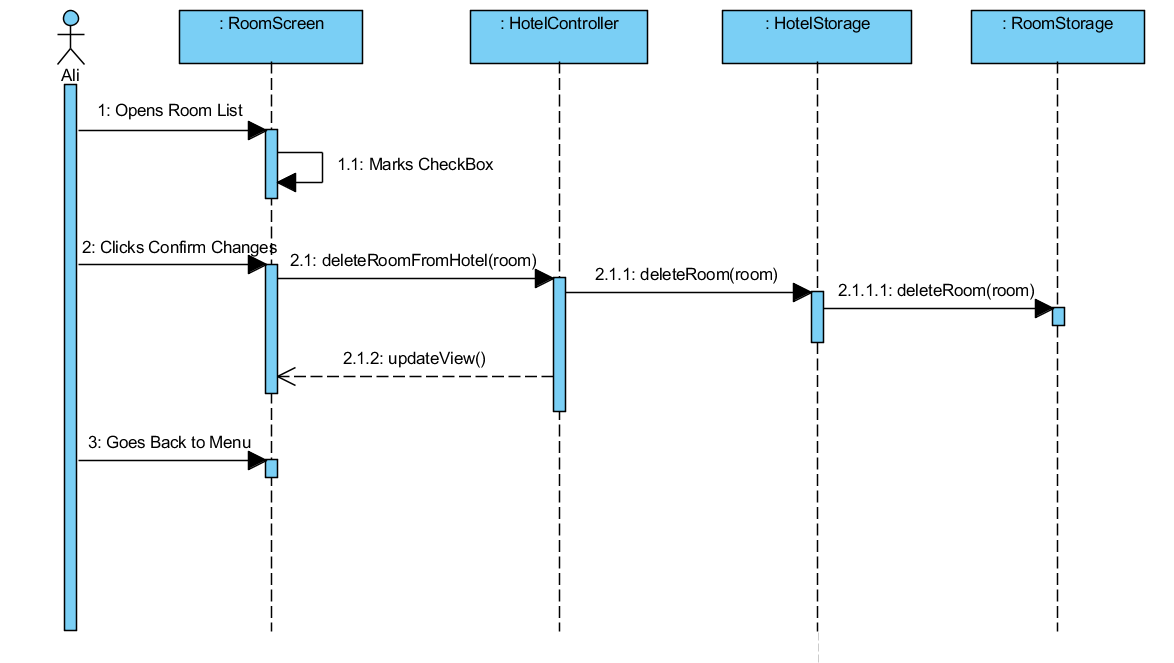 : RoomScreen
: HotelController
: HotelStorage
: RoomStorage
Ali
1: Opens Room List
1.1: Marks CheckBox
2: Clicks Confirm Changes
2.1: deleteRoomFromHotel(room)
2.1.1: deleteRoom(room)
2.1.1.1: deleteRoom(room)
2.1.2: updateView()
3: Goes Back to Menu